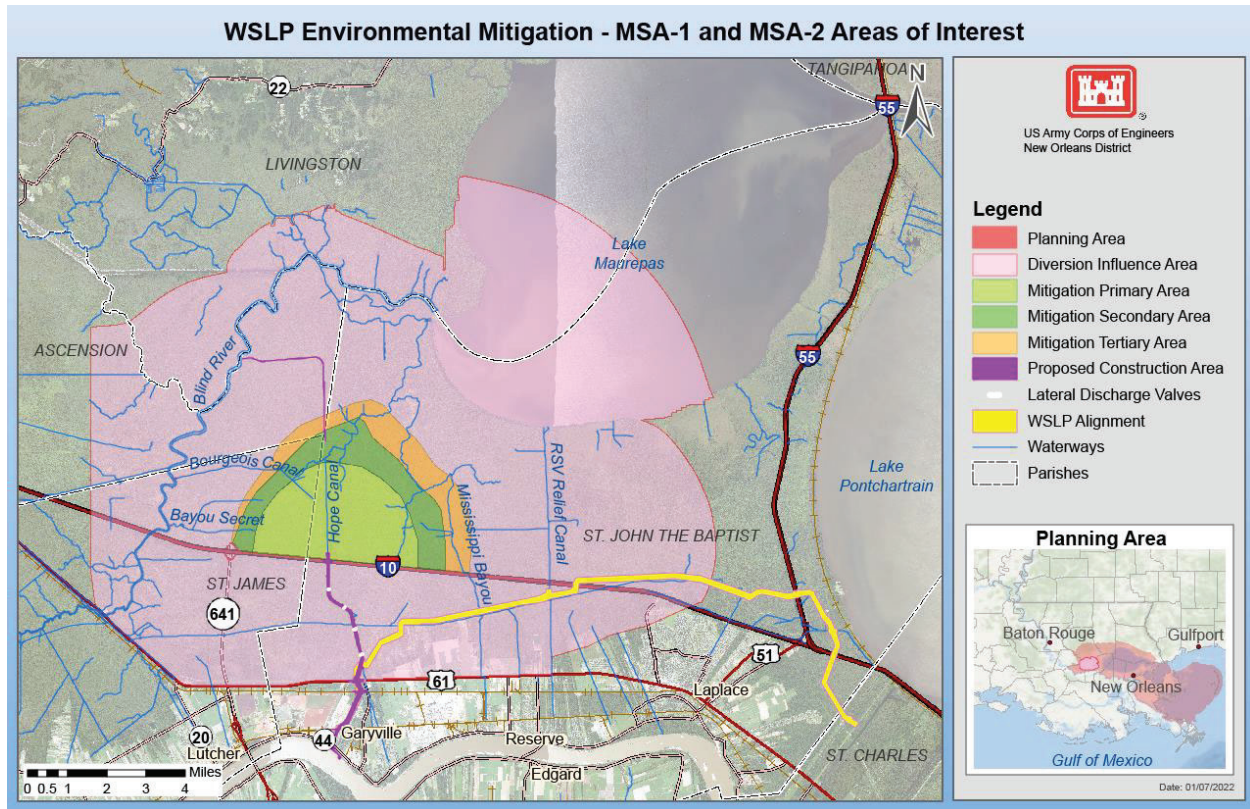 WSLP Environmental Mitigation - MSA-1 and MSA-2 Areas of Interest
TANGIPAHOA
N
22
55
LIVINGSTON
Lake
Maurepas
ASCENSION
Blind River
55
Bourgeois Canal
Hope Canal
Mississippi Bayou
RSV Relief Canal
Lake
Pontchartrain
Bayou Secret
ST. JOHN THE BAPTIST
10
ST. JAMES
641
51
61
Laplace
20
Lutcher
44
Garyville
Reserve
Edgard
ST. CHARLES
0 0.5 1 2 3 4
Miles
®
US Army Corps of Engineers
New Orleans District
Legend
Planning Area
Diversion Influence Area
Mitigation Primary Area
Mitigation Secondary Area
Mitigation Tertiary Area
Proposed Construction Area
Lateral Discharge Valves
WSLP Alignment
Waterways
Parishes
Planning Area
Baton Rouge
Gulfport
New Orleans
Gulf of Mexico
Date: 01/07/2022